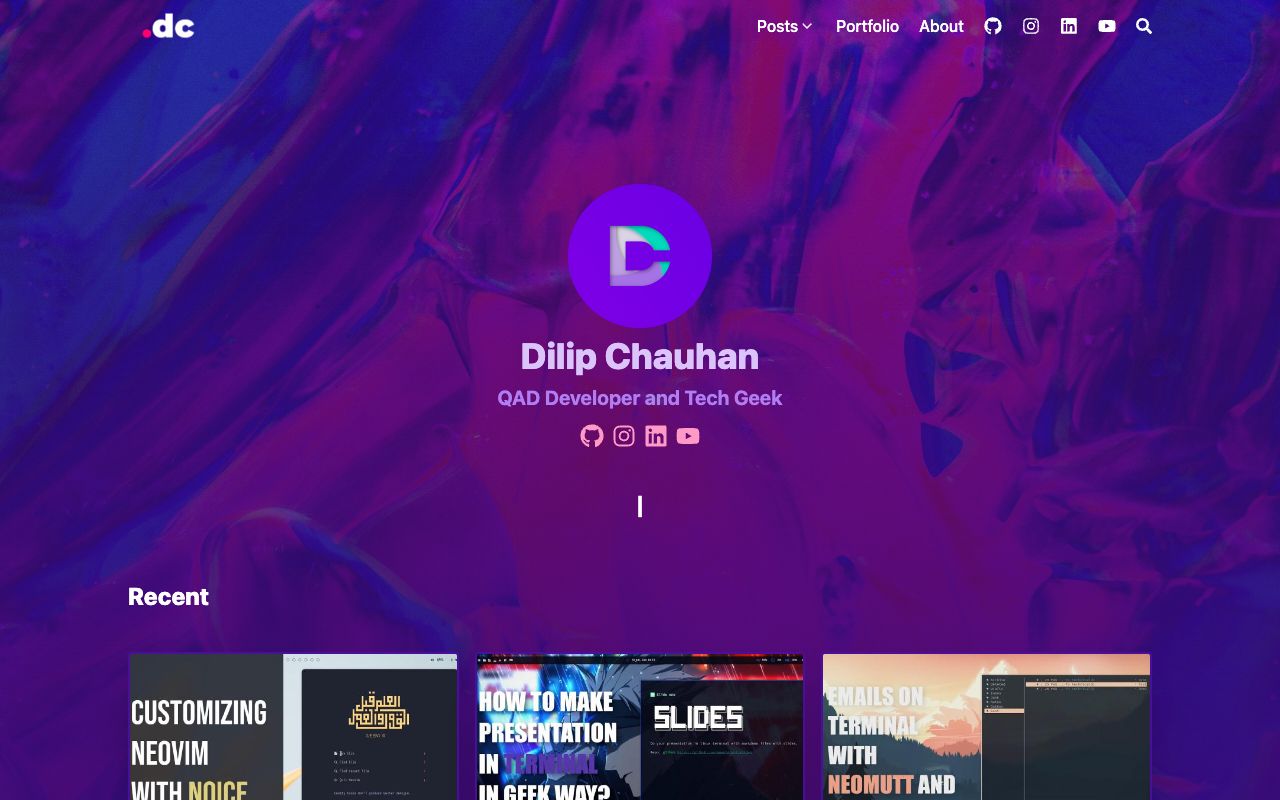 .dc
Posts
Portfolio
About
Dilip Chauhan
QAD Developer and Tech Geek
Recent
CUSTOMIZING
NEOVIM
WITH NOICE
HOW TO MAKE
PRESENTATION
IN TERMINAL
IN GEEK WAY?
SLIDES
EMAILS ON
TERMINAL
WITH
NEOMUTT AND